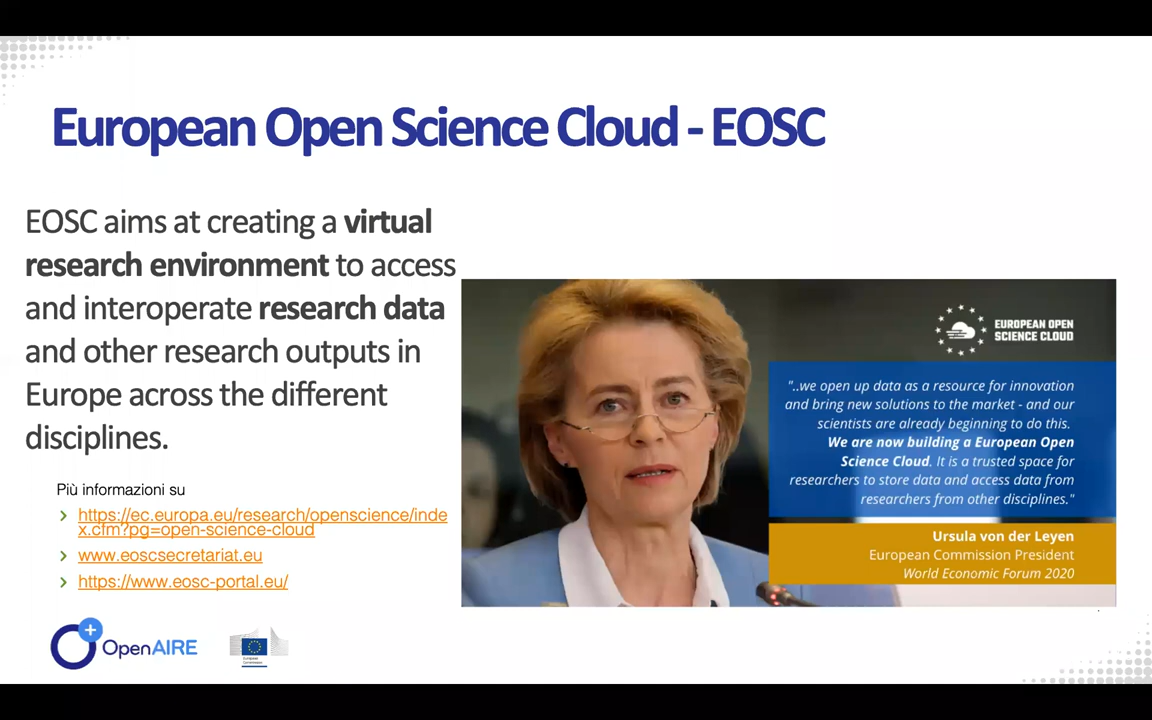 European Open Science Cloud - EOSC
EOSC aims at creating a virtual
research environment to access
and interoperate research data
and other research outputs in
Europe across the different
disciplines.
Più informazioni su
https://ec.europa.eu/research/openscience/inde
x.cfm?pg=open-science-cloud
www.eoscsecretariat.eu
https://www.eosc-portal.eu/
EUROPEAN OPEN
SCIENCE CLOUD
"..we open up data as a resource for innovation
and bring new solutions to the market - and our
scientists are already beginning to do this.
We are now building a European Open
Science Cloud. It is a trusted space for
researchers to store data and access data from
researchers from other disciplines."
Ursula von der Leyen
European Commission President
World Economic Forum 2020
OpenAIRE
European
Commission